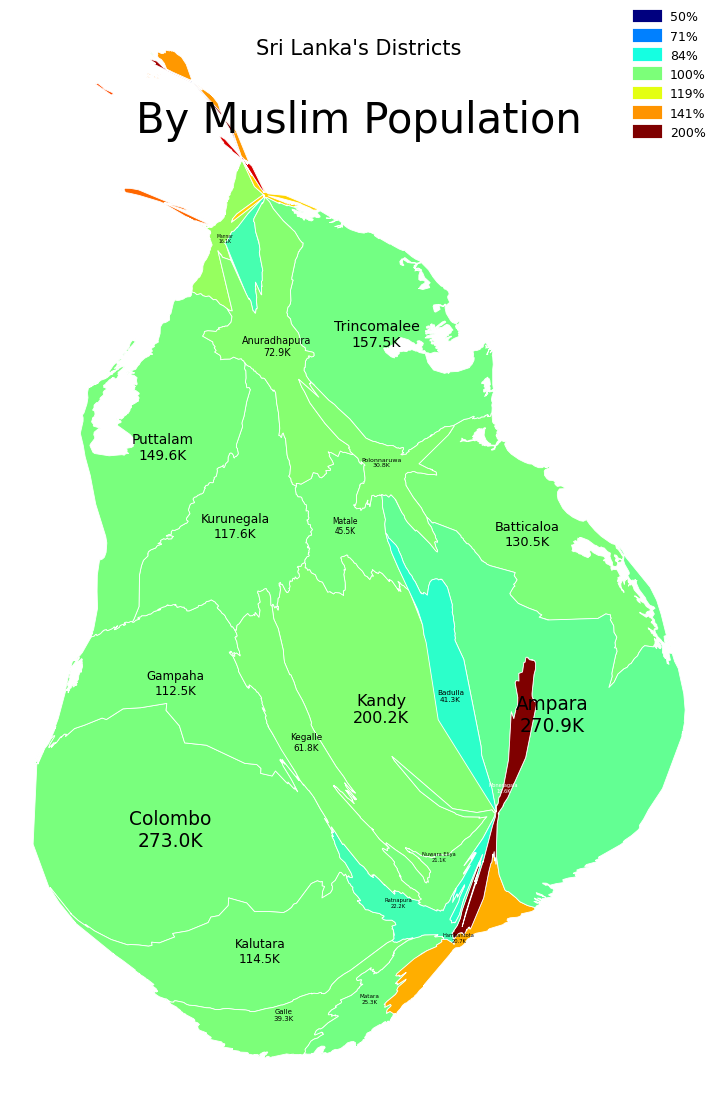 50%
71%
84%
100%
119%
141%
200%
Sri Lanka's Districts
By Muslim Population
Mannar
16.1K
Trincomalee
157.5K
Anuradhapura
72.9K
Puttalam
149.6K
Polonnaruwa
30.8K
Kurunegala
117.6K
Matale
45.5K
Batticaloa
130.5K
Gampaha
112.5K
Kandy
200.2K
Badulla
41.3K
Ampara
270.9K
Kegalle
61.8K
Colombo
273.0K
Nuwara Eliya
21.1K
Ratnapura
22.2K
Hambantota
Kalutara
114.5K
Matara
25.3K
Galle
39.3K